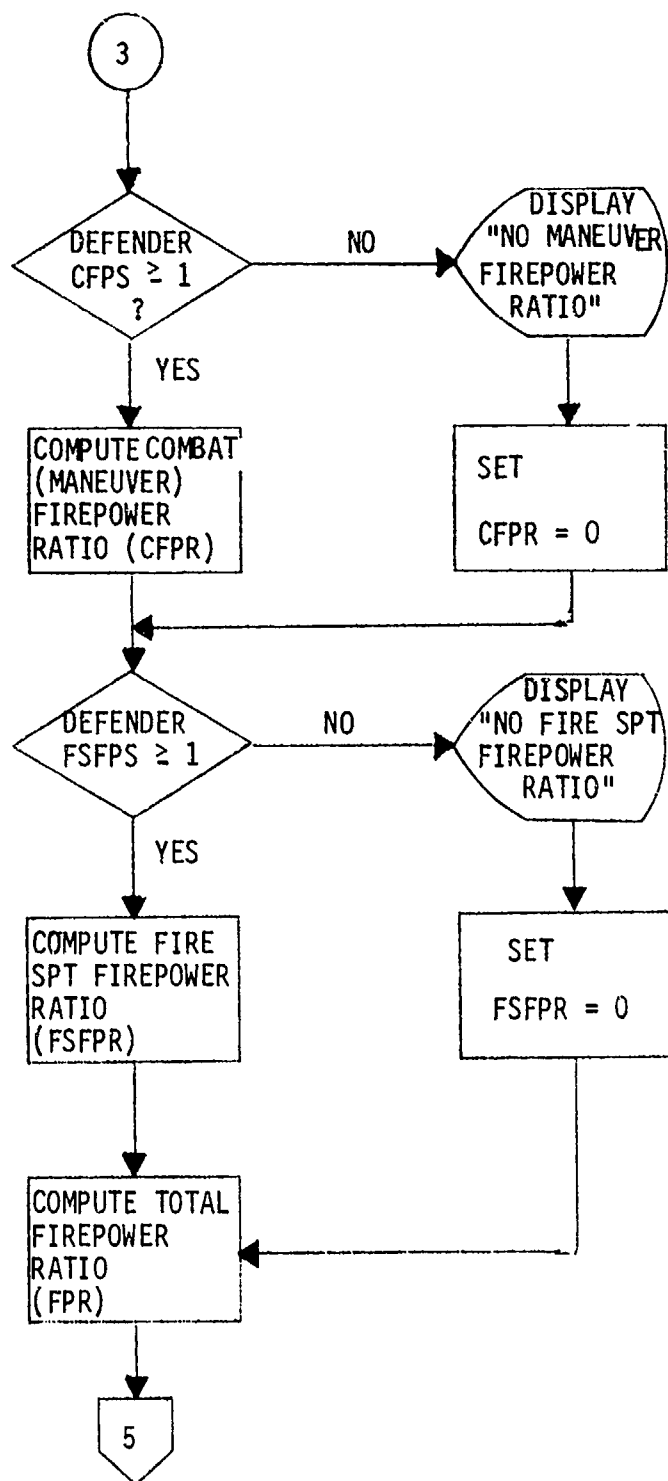 3
DEFENDER
CFPS ≥ 1
?
NO
DISPLAY
"NO MANEUVER
FIREPOWER
RATIO"
YES
COMPUTE COMBAT
(MANEUVER)
FIREPOWER
RATIO (CFPR)
SET
CFPR = 0
DEFENDER
FSFPS ≥ 1
NO
DISPLAY
"NO FIRE SPT
FIREPOWER
RATIO"
YES
COMPUTE FIRE
SPT FIREPOWER
RATIO
(FSFPR)
SET
FSFPR = 0
COMPUTE TOTAL
FIREPOWER
RATIO
(FPR)
5